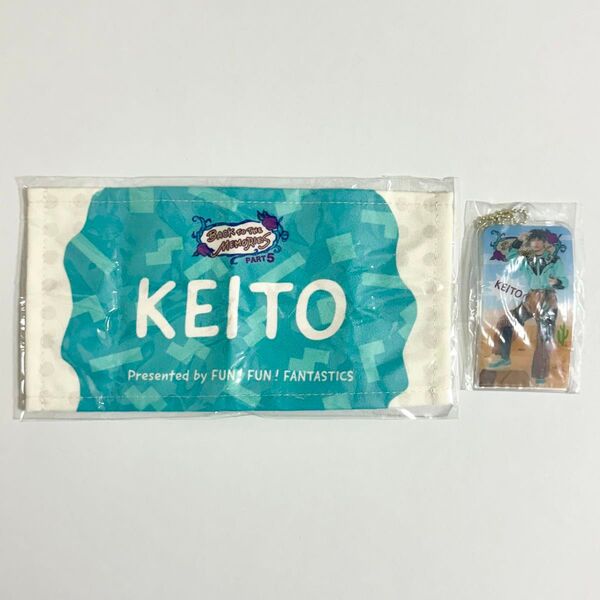 BACK TO THE
MEMORIES
PART 5
KEITO
Presented by FUN! FUN! FANTASTICS
KEITO